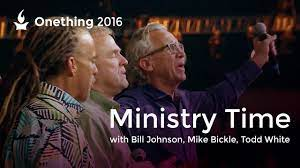 Onething 2016
Ministry Time
with Bill Johnson, Mike Bickle, Todd White